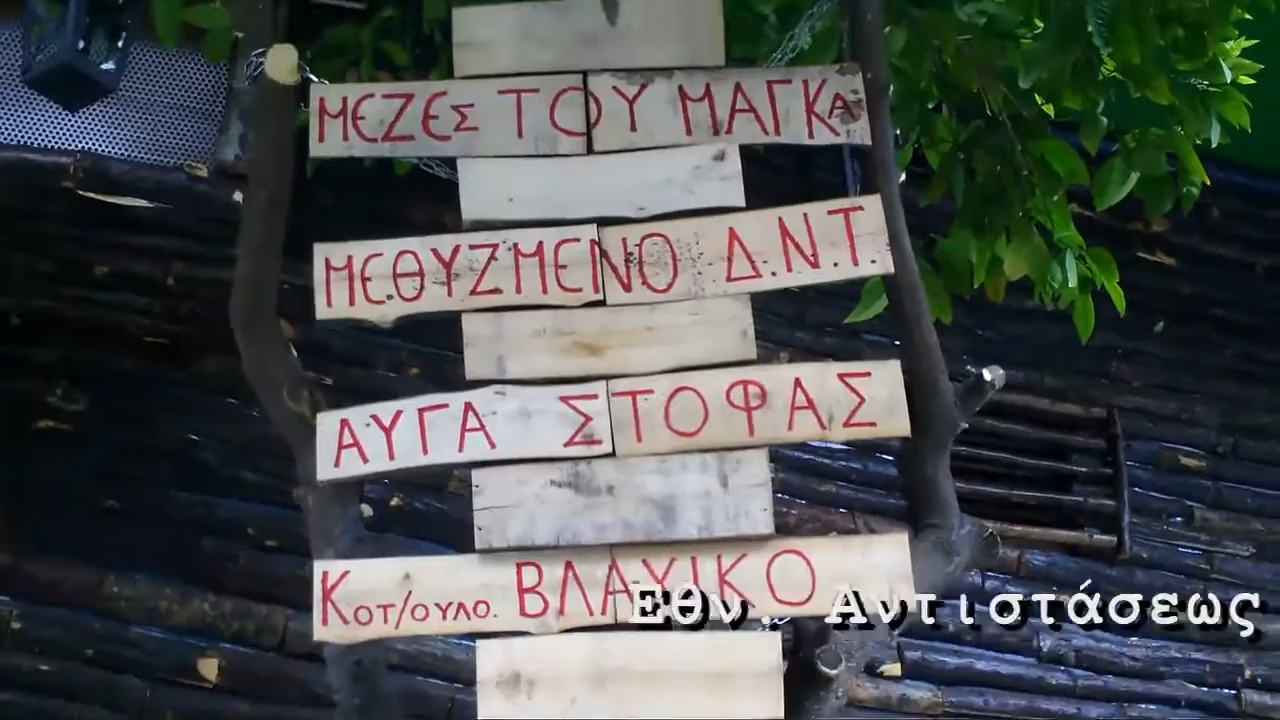 ΜΕΖΕΣ ΤΟΥ ΜΑΓΚΑ
ΜΕΘΥΖΜΕΝΟ Δ.Ν.Τ.
ΑΥΓΑ ΣΤΟΦΑΣ
ΚΟΤ/ΟΥΛΟ. ΒΛΑΧΙΚΟ
Εθν. Αντιστάσεως